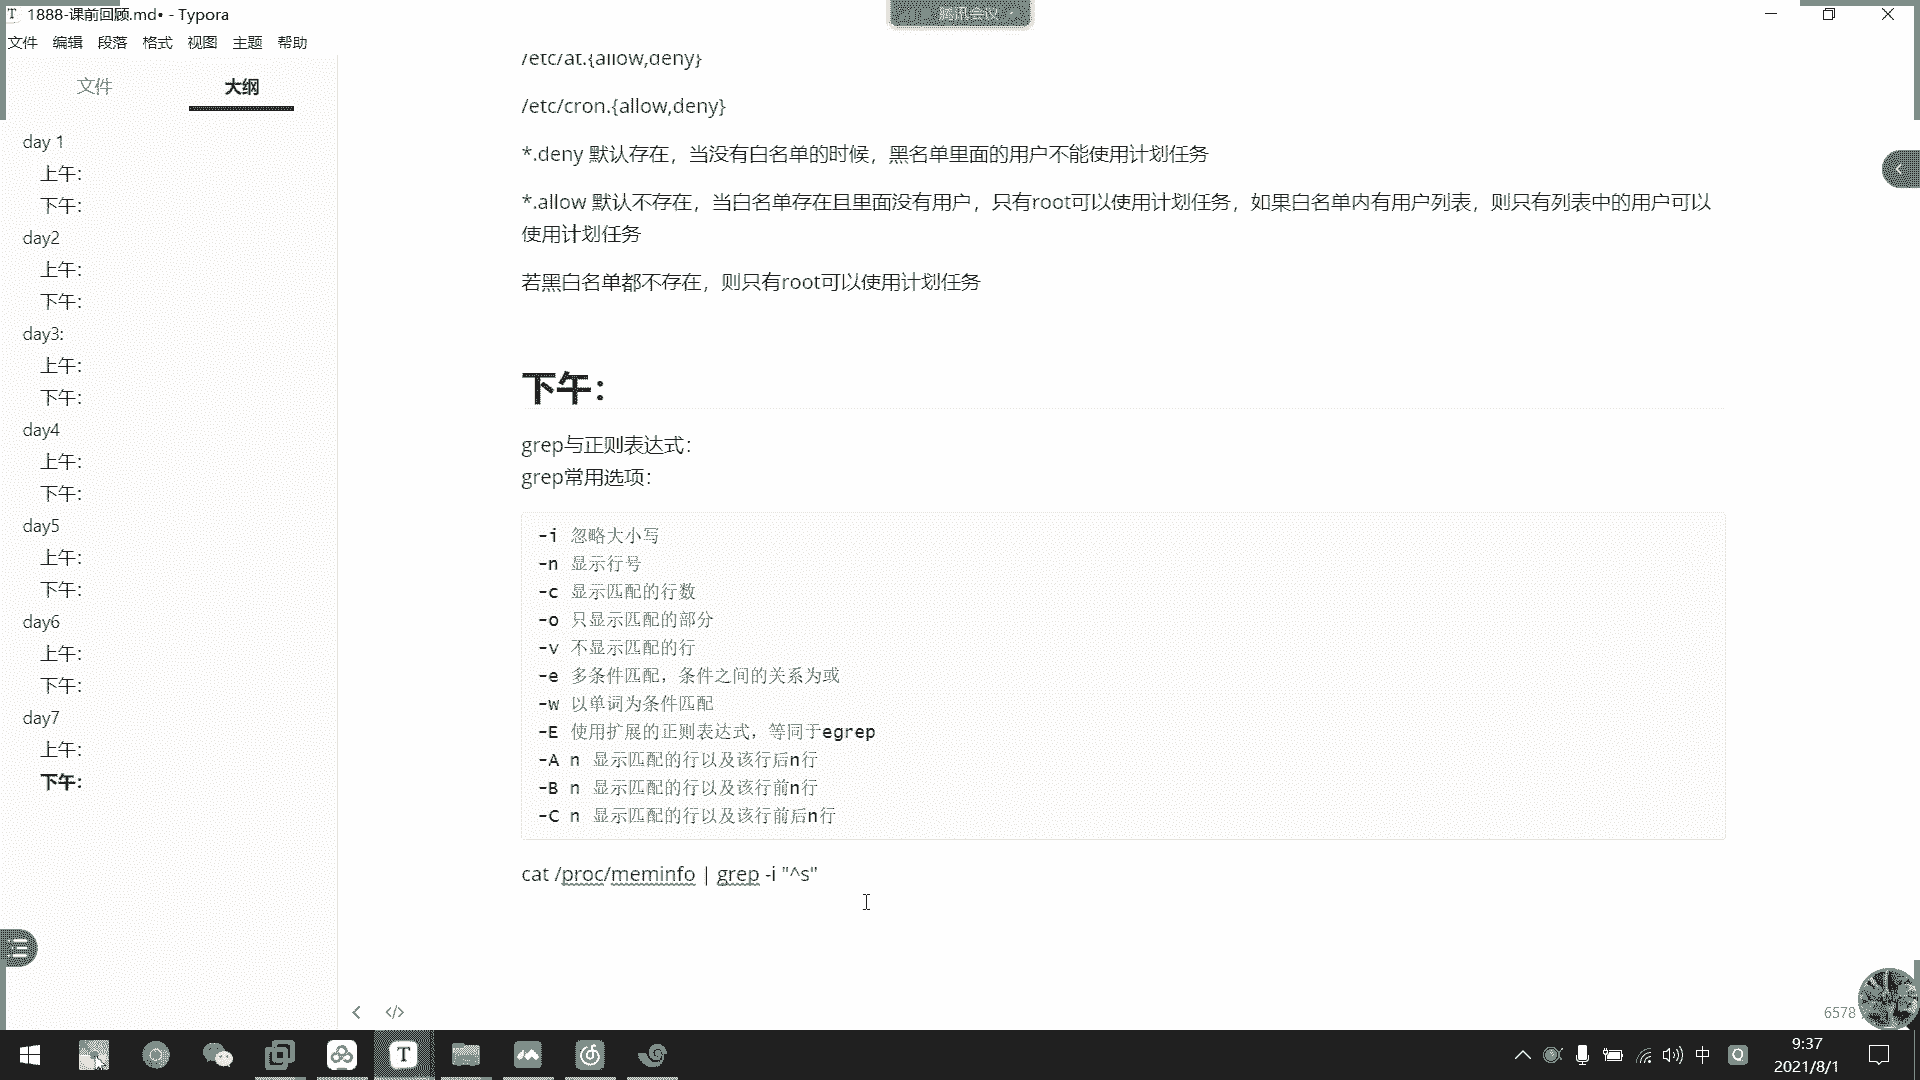 1888-课前回顾.md• - Typora
腾讯会议
文件 编辑 段落 格式 视图 主题 帮助
文件 大纲
day 1
上午：
下午：
day2
上午：
下午：
day3:
上午：
下午：
day4
上午：
下午：
day5
上午：
下午：
day6
上午：
下午：
day7
上午：
下午：
/etc/at.{allow,deny}
/etc/cron.{allow,deny}
*.deny 默认存在，当没有白名单的时候，黑名单里面的用户不能使用计划任务
*.allow 默认不存在，当白名单存在且里面没有用户，只有root可以使用计划任务，如果白名单内有用户列表，则只有列表中的用户可以
使用计划任务
若黑白名单都不存在，则只有root可以使用计划任务
下午：
grep与正则表达式：
grep常用选项：
-i 忽略大小写
-n 显示行号
-c 显示匹配的行数
-o 只显示匹配的部分
-v 不显示匹配的行
-e 多条件匹配，条件之间的关系为或
-w 以单词为条件匹配
-E 使用扩展的正则表达式，等同于egrep
-A n 显示匹配的行以及该行后n行
-B n 显示匹配的行以及该行前n行
-C n 显示匹配的行以及该行前后n行
cat /proc/meminfo | grep -i "^s"
6578
中
9:37
2021/8/1